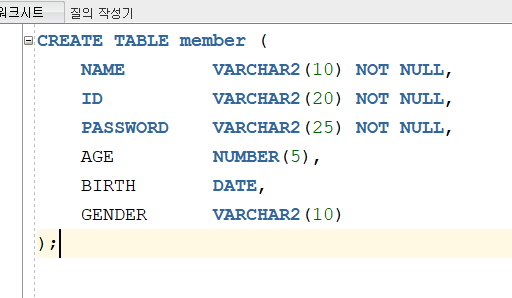 워크시트 질의 작성기
CREATE TABLE member (
NAME VARCHAR2(10) NOT NULL,
ID VARCHAR2(20) NOT NULL,
PASSWORD VARCHAR2(25) NOT NULL,
AGE NUMBER(5),
BIRTH DATE,
GENDER VARCHAR2(10)
);